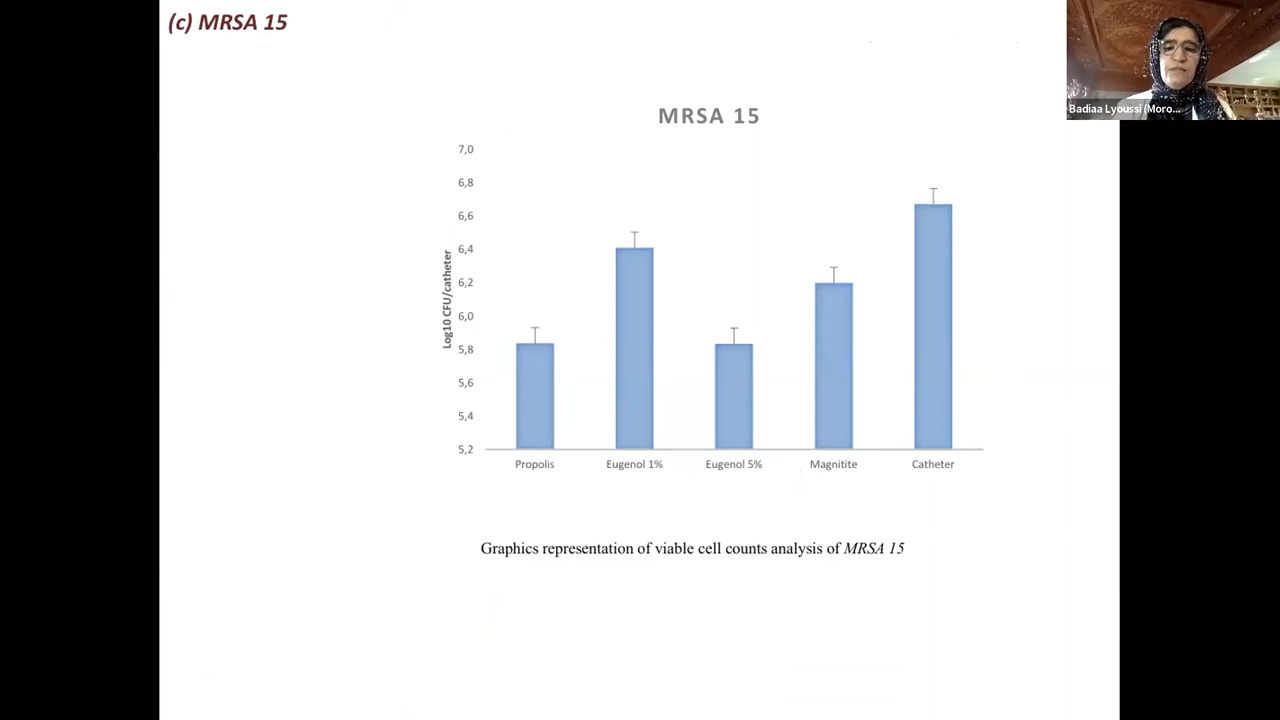 (c) MRSA 15
Badiaa Lyoussi (Moro...
MRSA 15
7,0
6,8
6,6
6,4
6,2
6,0
5,8
5,6
5,4
5,2
Log10 CFU/catheter
Propolis Eugenol 1% Eugenol 5% Magnitite Catheter
Graphics representation of viable cell counts analysis of MRSA 15